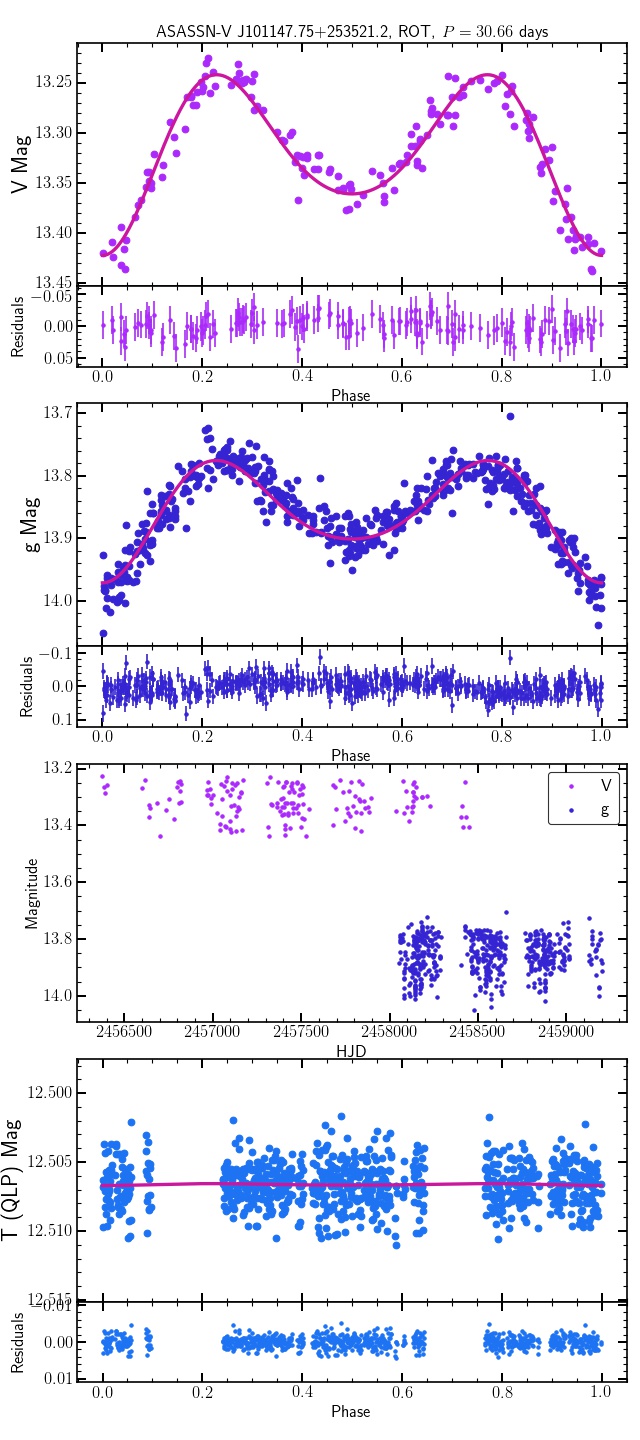 ASASSN-V J101147.75+253521.2, ROT, P = 30.66 days
V Mag
13.25
13.30
13.35
13.40
13.45
Residuals
−0.05
0.00
0.05
0.0 0.2 0.4 0.6 0.8 1.0
Phase
g Mag
13.7
13.8
13.9
14.0
Residuals
−0.1
0.0
0.1
0.0 0.2 0.4 0.6 0.8 1.0
Phase
Magnitude
13.2
13.4
13.6
13.8
14.0
V
g
2456500 2457000 2457500 2458000 2458500 2459000
HJD
T (QLP) Mag
12.500
12.505
12.510
12.515
Residuals
−0.01
0.00
0.01
0.0 0.2 0.4 0.6 0.8 1.0
Phase